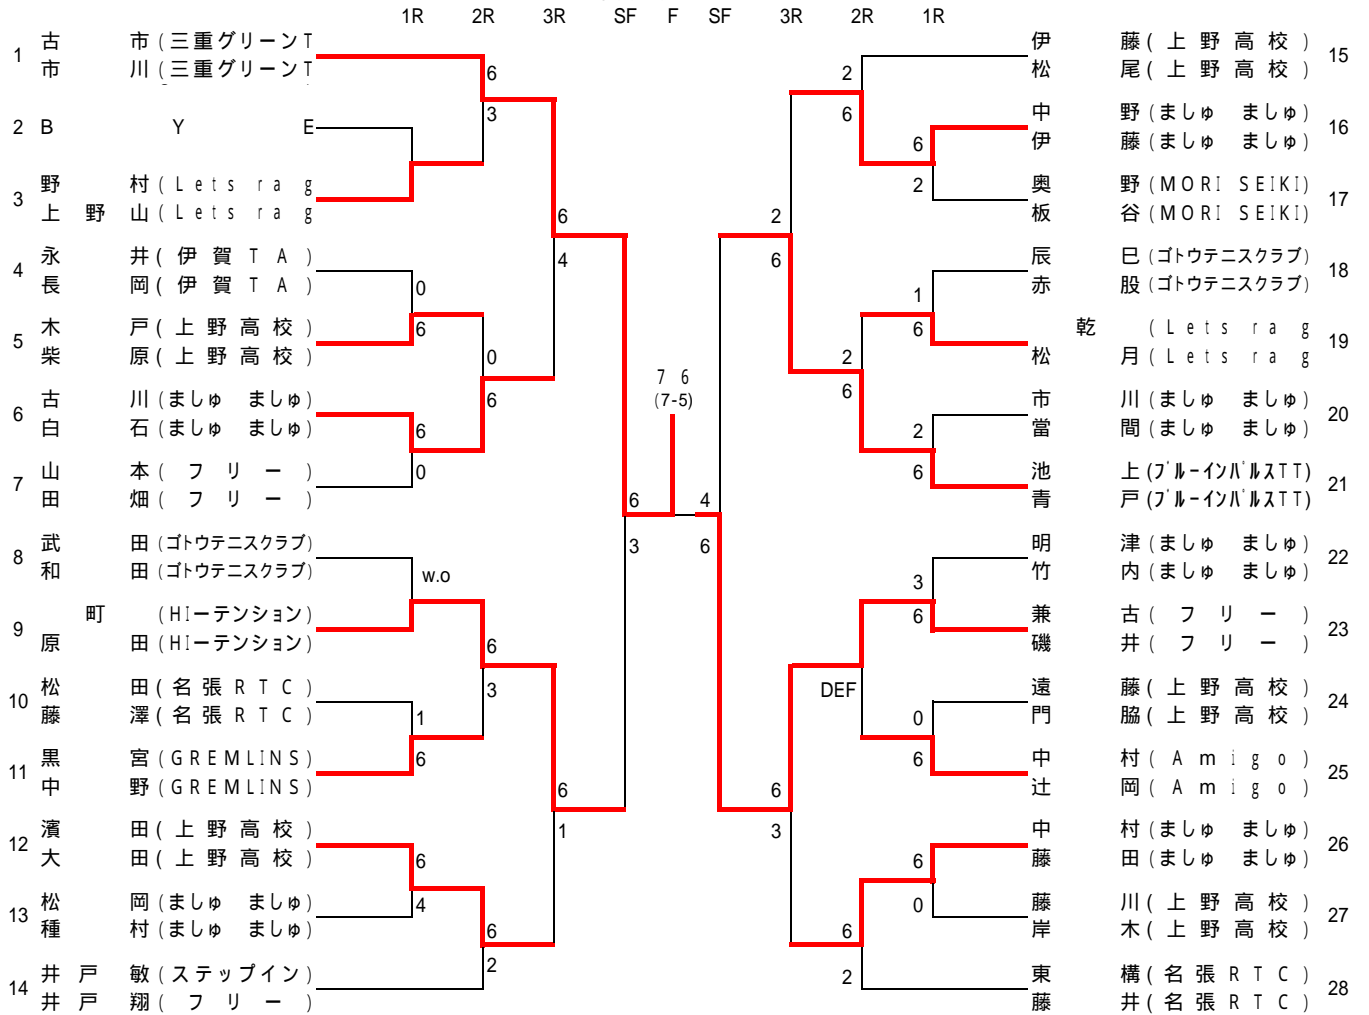 1R 2R 3R SF F SF 3R 2R 1R
1 古 市 (三重グリーンT
市 川 (三重グリーンT
2 B Y E
3 野 村 (Lets rag
上 野 山 (Lets rag
4 永 井 (伊賀TA)
長 岡 (伊賀TA)
5 木 戸 (上野高校)
柴 原 (上野高校)
6 古 川 (ましゅ ましゅ)
白 石 (ましゅ ましゅ)
7 山 本 (フリー)
田 畑 (フリー)
8 武 田 (ゴトウテニスクラブ)
和 田 (ゴトウテニスクラブ)
9 町 (HIーテンション)
原 田 (HIーテンション)
10 松 田 (名張RTC)
藤 澤 (名張RTC)
11 黒 宮 (GREMLINS)
中 野 (GREMLINS)
12 濱 田 (上野高校)
大 田 (上野高校)
13 松 岡 (ましゅ ましゅ)
種 村 (ましゅ ましゅ)
14 井 戸 敏 (ステップイン)
井 戸 翔 (フリー)
0
6
6
0
w.o
1
6
6
4
6
3
0
6
6
3
6
2
6
4
6
1
6
3
7 6
(7-5)
4
6
2
6
6
3
2
6
2
6
DEF
6
2
6
2
1
6
2
6
3
6
0
6
6
0
伊 藤 (上野高校) 15
松 尾 (上野高校)
中 野 (ましゅ ましゅ) 16
伊 藤 (ましゅ ましゅ)
奥 野 (MORI SEIKI) 17
板 谷 (MORI SEIKI)
辰 巳 (ゴトウテニスクラブ) 18
赤 股 (ゴトウテニスクラブ)
乾 (Lets rag 19
松 月 (Lets rag
市 川 (ましゅ ましゅ) 20
當 間 (ましゅ ましゅ)
池 上 (ブルーインパルスTT) 21
青 戸 (ブルーインパルスTT)
明 津 (ましゅ ましゅ) 22
竹 内 (ましゅ ましゅ)
兼 古 (フリー) 23
磯 井 (フリー)
遠 藤 (上野高校) 24
門 脇 (上野高校)
中 村 (Amigo) 25
辻 岡 (Amigo)
中 村 (ましゅ ましゅ) 26
藤 田 (ましゅ ましゅ)
藤 川 (上野高校) 27
岸 木 (上野高校)
東 構 (名張RTC) 28
藤 井 (名張RTC)